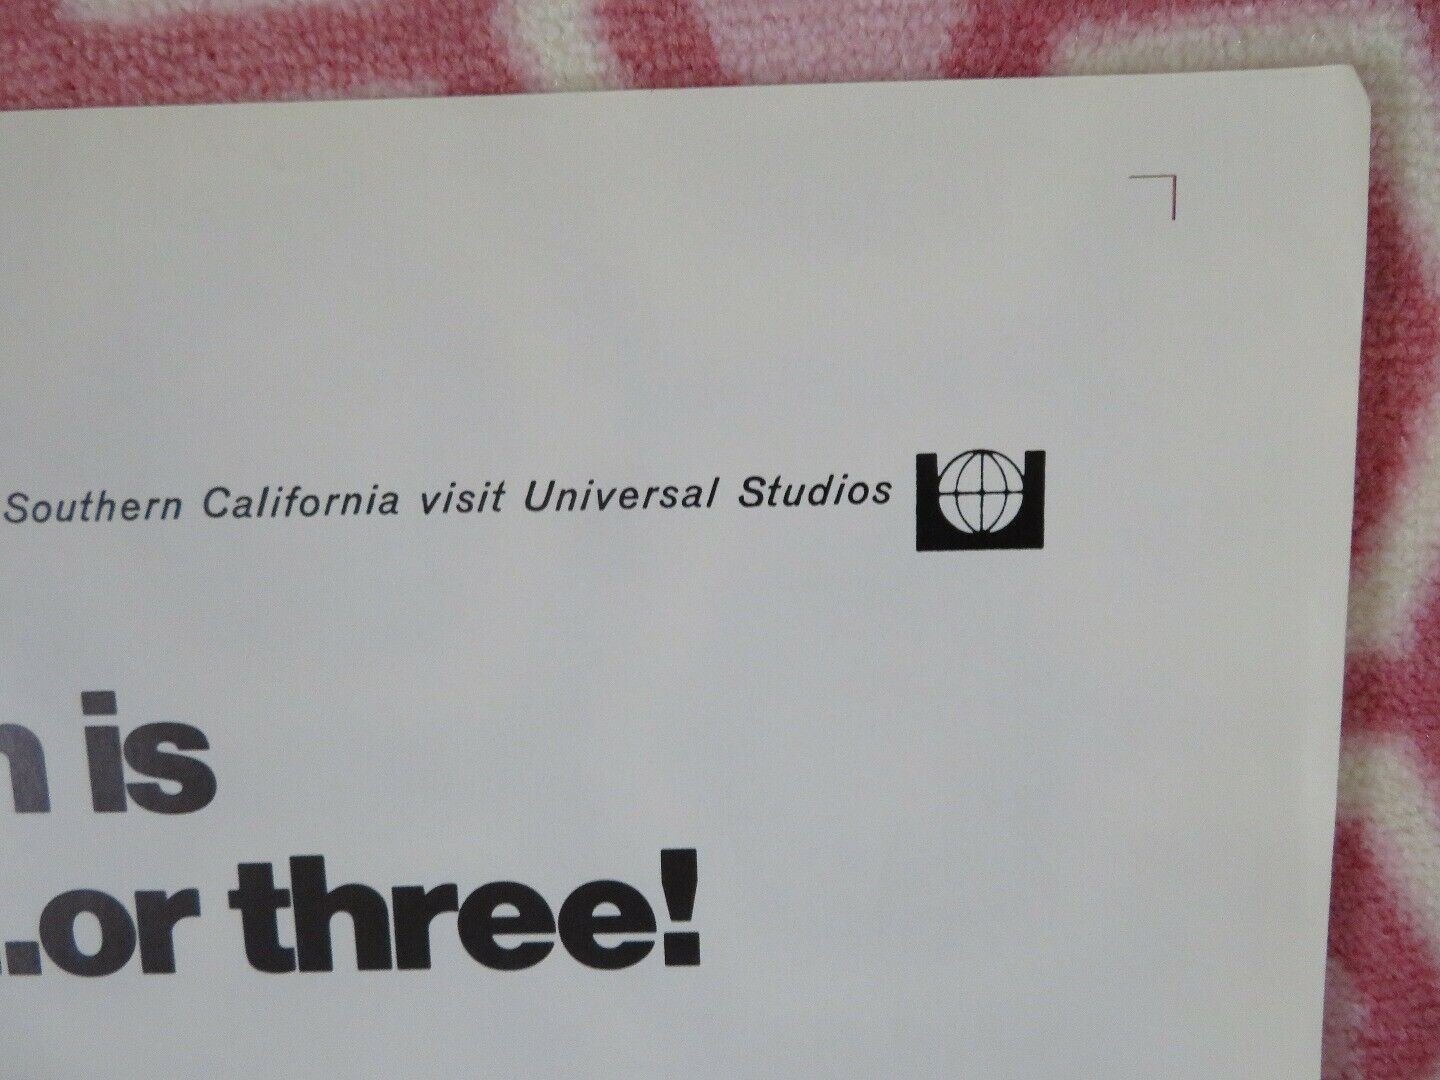 Southern California visit Universal Studios
is
..or three!